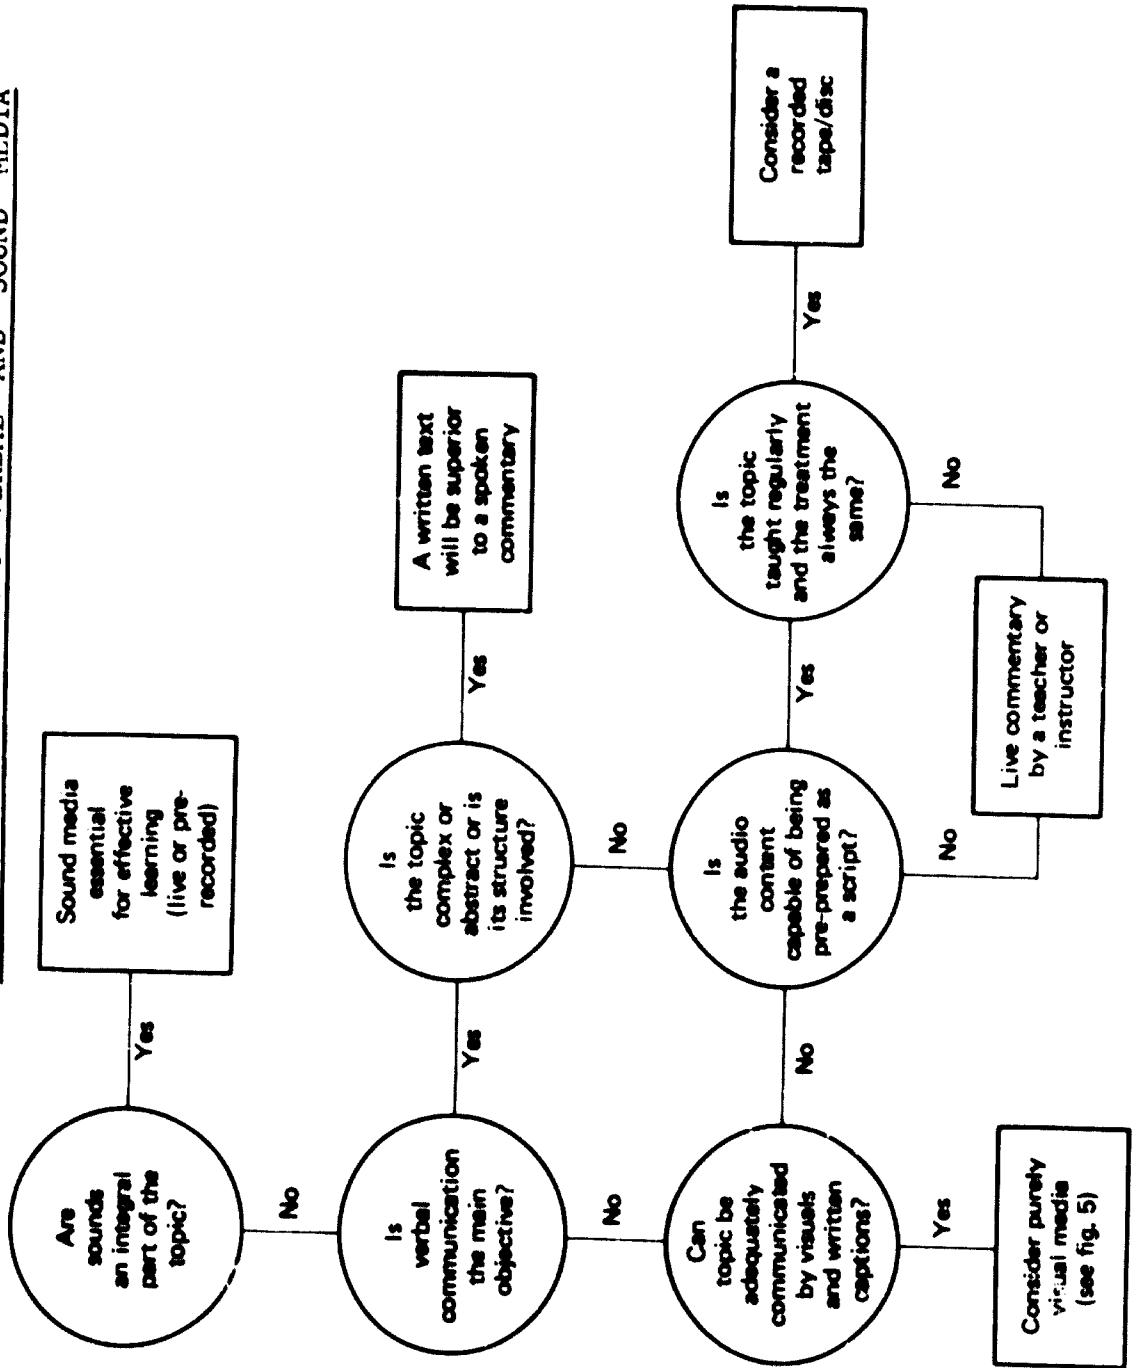 VERBAL AND SOUND MEDIA
Are
sounds
an integral
part of the
topic?
Yes
Sound media
essential
for effective
learning
(live or pre-
recorded)
No
Is
verbal
communication
the main
objective?
Yes
Is
the topic
complex or
abstract or is
its structure
involved?
Yes
A written text
will be superior
to a spoken
commentary
No
No
Can
topic be
adequately
communicated
by visuals
and written
captions?
No
Is
the audio
content
capable of being
pre-prepared as
a script?
Yes
Is
the topic
taught regularly
and the treatment
always the
same?
Yes
Consider a
recorded
tape/disc
Yes
No
No
Consider purely
visual media
(see fig. 5)
Live commentary
by a teacher or
instructor